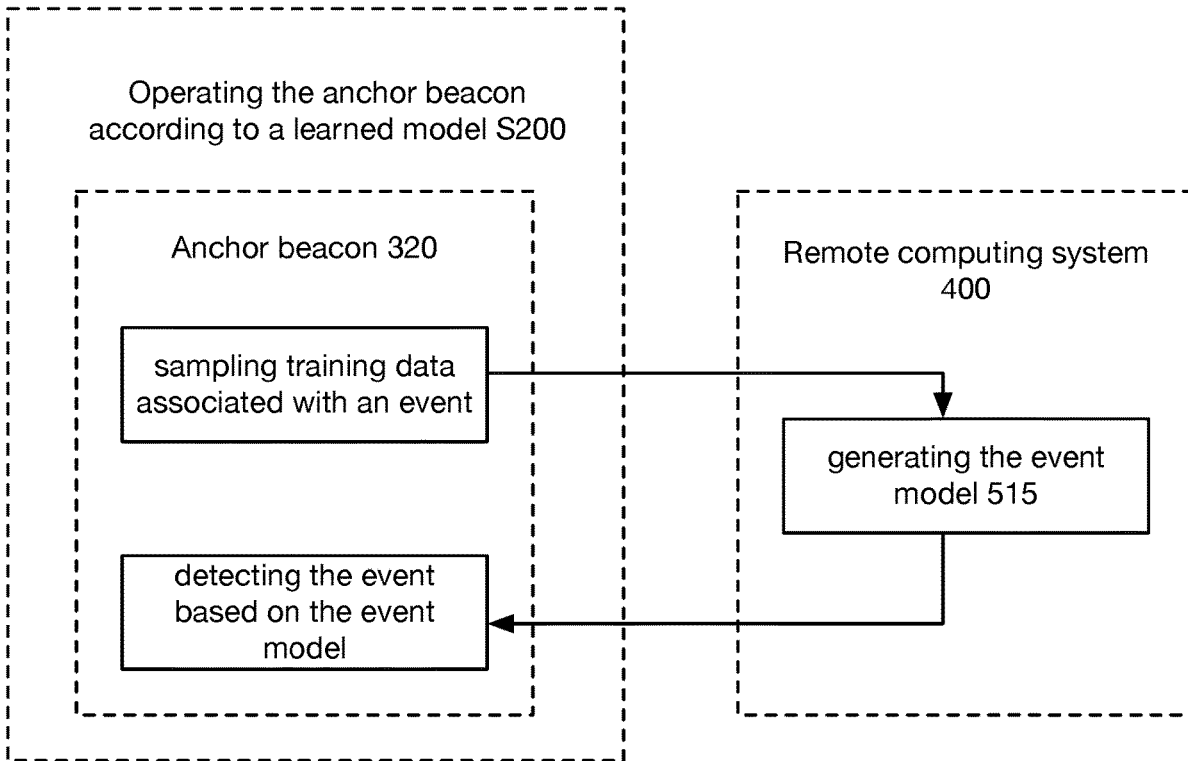 Operating the anchor beacon
according to a learned model S200
Anchor beacon 320
sampling training data
associated with an event
detecting the event
based on the event
model
Remote computing system
400
generating the event
model 515